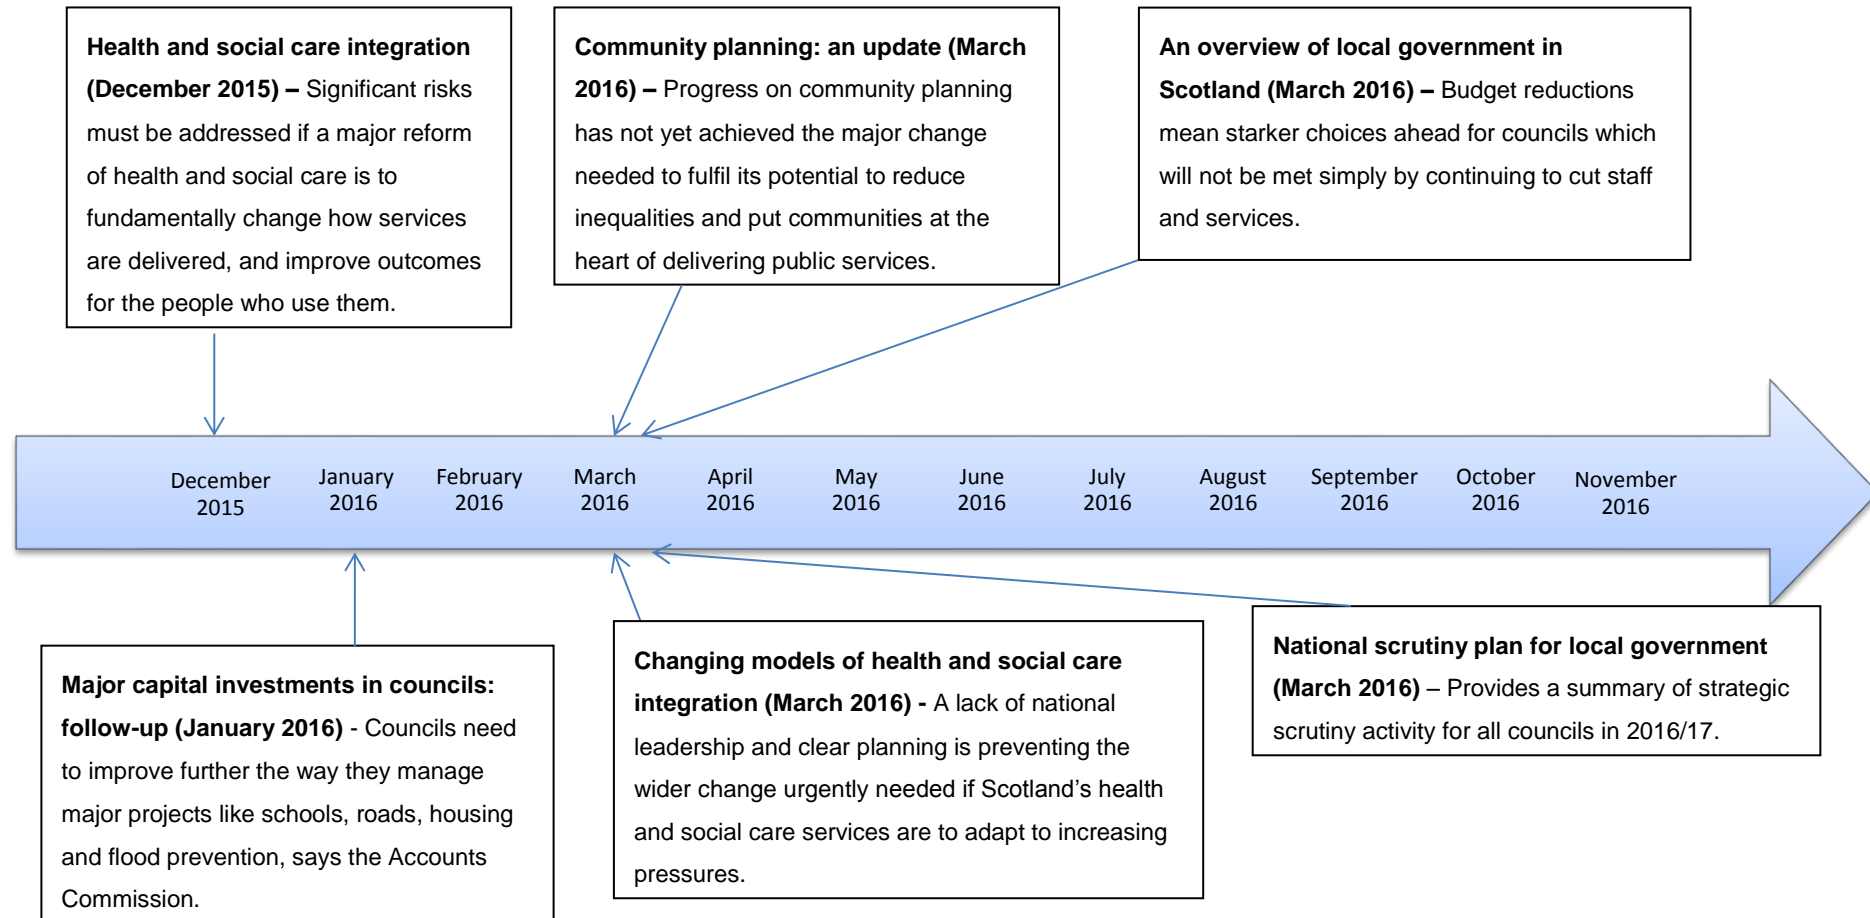 Health and social care integration
(December 2015) – Significant risks
must be addressed if a major reform
of health and social care is to
fundamentally change how services
are delivered, and improve outcomes
for the people who use them.
Community planning: an update (March
2016) – Progress on community planning
has not yet achieved the major change
needed to fulfil its potential to reduce
inequalities and put communities at the
heart of delivering public services.
An overview of local government in
Scotland (March 2016) – Budget reductions
mean starker choices ahead for councils which
will not be met simply by continuing to cut staff
and services.
December
2015
January
2016
February
2016
March
2016
April
2016
May
2016
June
2016
July
2016
August
2016
September
2016
October
2016
November
2016
Major capital investments in councils:
follow-up (January 2016) - Councils need
to improve further the way they manage
major projects like schools, roads, housing
and flood prevention, says the Accounts
Commission.
Changing models of health and social care
integration (March 2016) - A lack of national
leadership and clear planning is preventing the
wider change urgently needed if Scotland’s health
and social care services are to adapt to increasing
pressures.
National scrutiny plan for local government
(March 2016) – Provides a summary of strategic
scrutiny activity for all councils in 2016/17.